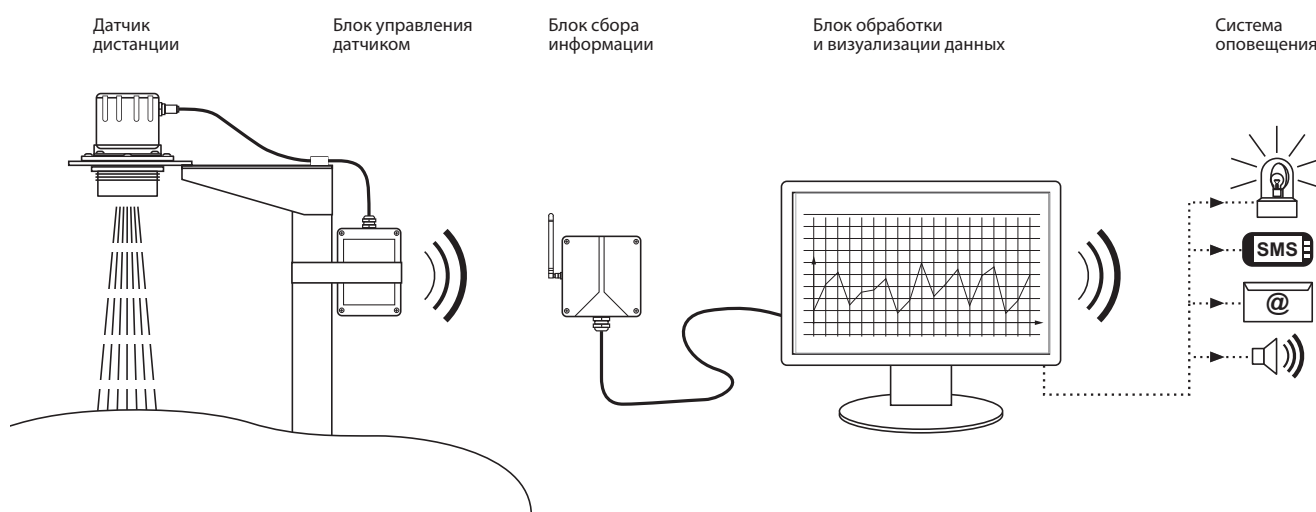 Датчик
дистанции
Блок управления
датчиком
Блок сбора
информации
Блок обработки
и визуализации данных
Система
оповещения
SMS
@